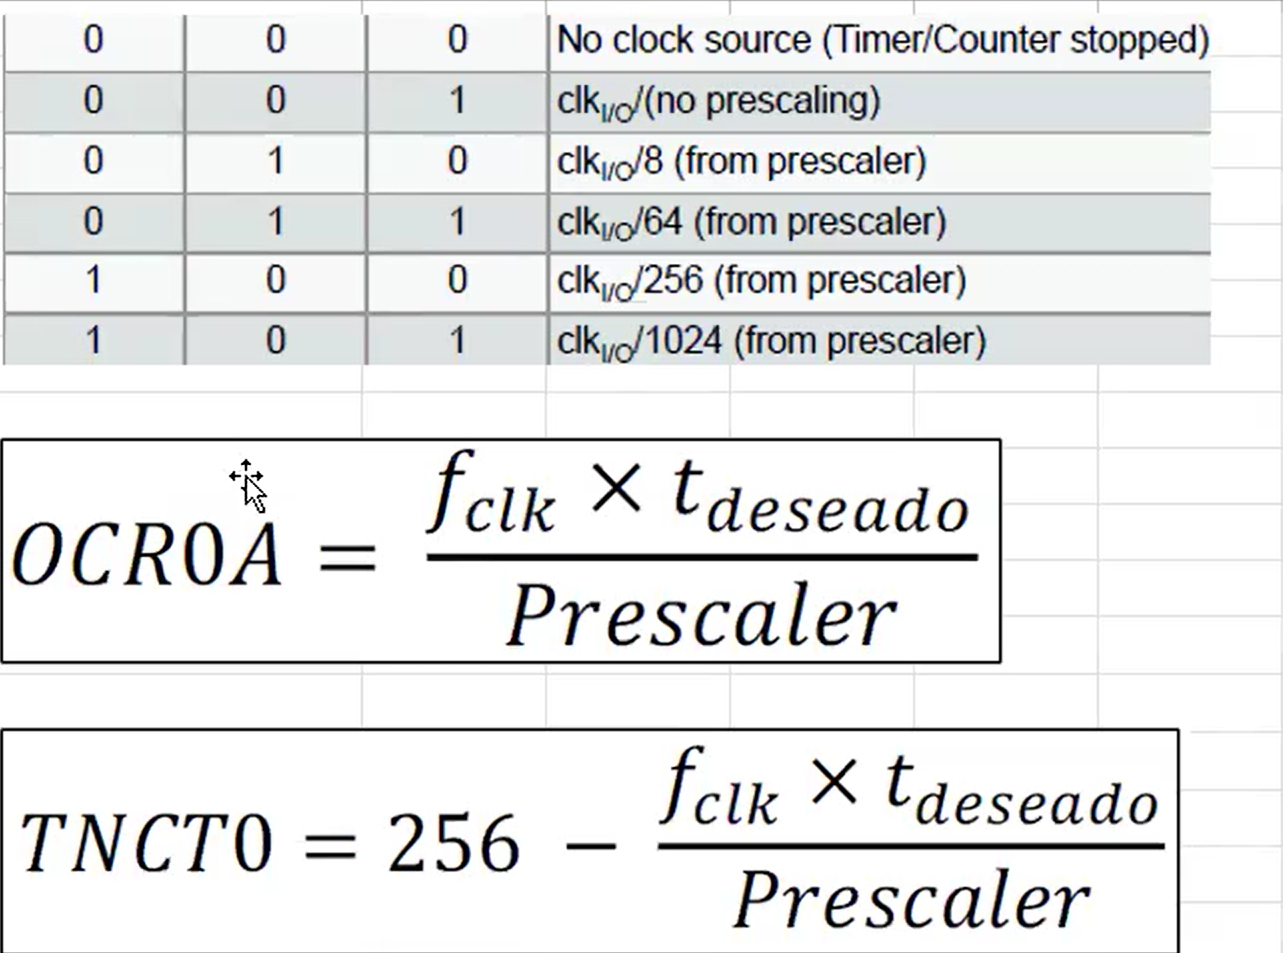 0 0 0 No clock source (Timer/Counter stopped)
0 0 1 clkI/O/(no prescaling)
0 1 0 clkI/O/8 (from prescaler)
0 1 1 clkI/O/64 (from prescaler)
1 0 0 clkI/O/256 (from prescaler)
1 0 1 clkI/O/1024 (from prescaler)
OCR0A = fclk × tdeseado / Prescaler
TNCT0 = 256 − fclk × tdeseado / Prescaler